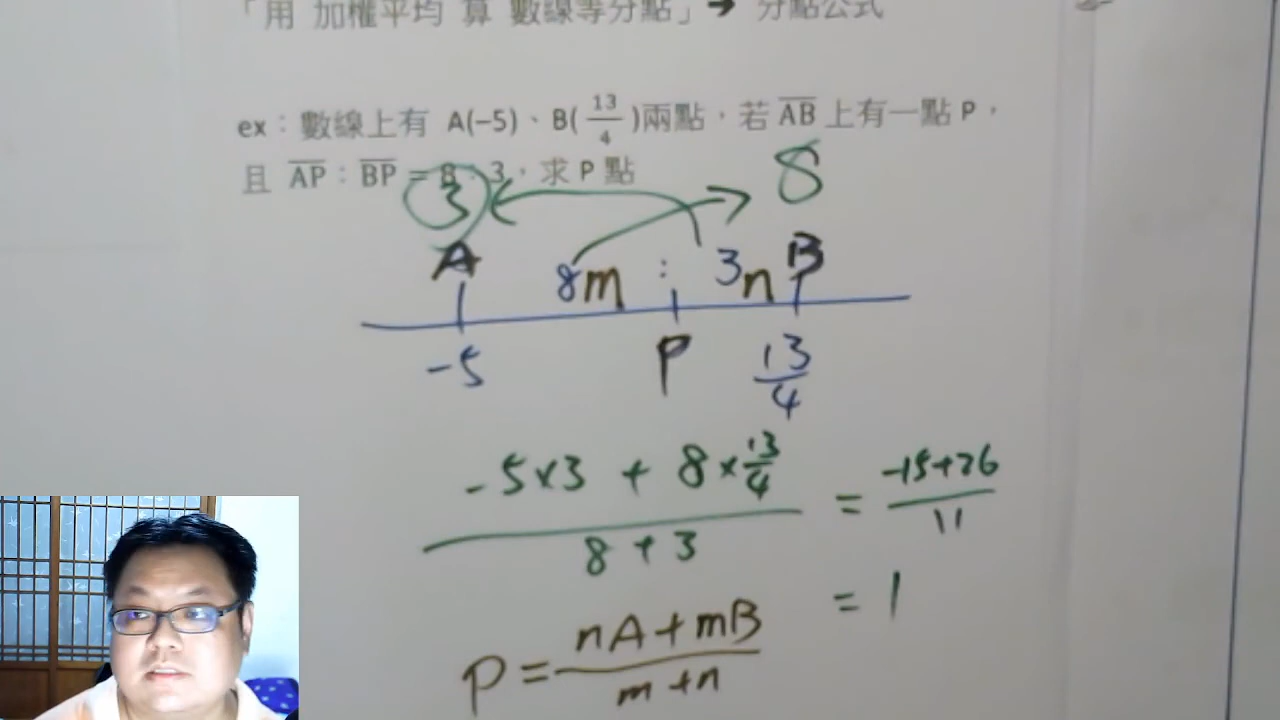 「用 加權平均 算 數線等分點」→ 分點公式
ex：數線上有 A(−5)、B(13/4)兩點，若 \overline{AB} 上有一點 P，
且 \overline{AP}：\overline{BP} = 8：3，求 P 點
3 8
A 8m : 3n B
-5 P 13/4
(-5×3 + 8×13/4)/(8+3) = (-15+26)/11
= 1
P = (nA+mB)/(m+n)